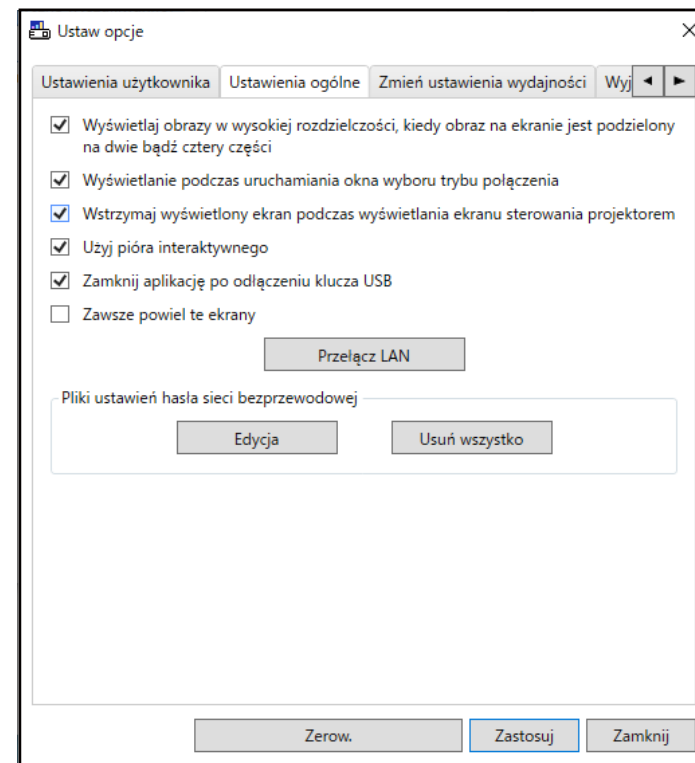 Ustaw opcje
Ustawienia użytkownika Ustawienia ogólne Zmień ustawienia wydajności Wyj
Wyświetlaj obrazy w wysokiej rozdzielczości, kiedy obraz na ekranie jest podzielony
na dwie bądź cztery części
Wyświetlanie podczas uruchamiania okna wyboru trybu połączenia
Wstrzymaj wyświetlony ekran podczas wyświetlania ekranu sterowania projektorem
Użyj pióra interaktywnego
Zamknij aplikację po odłączeniu klucza USB
Zawsze powiel te ekrany
Przełącz LAN
Pliki ustawień hasla sieci bezprzewodowej
Edycja Usuń wszystko
Zerow. Zastosuj Zamknij